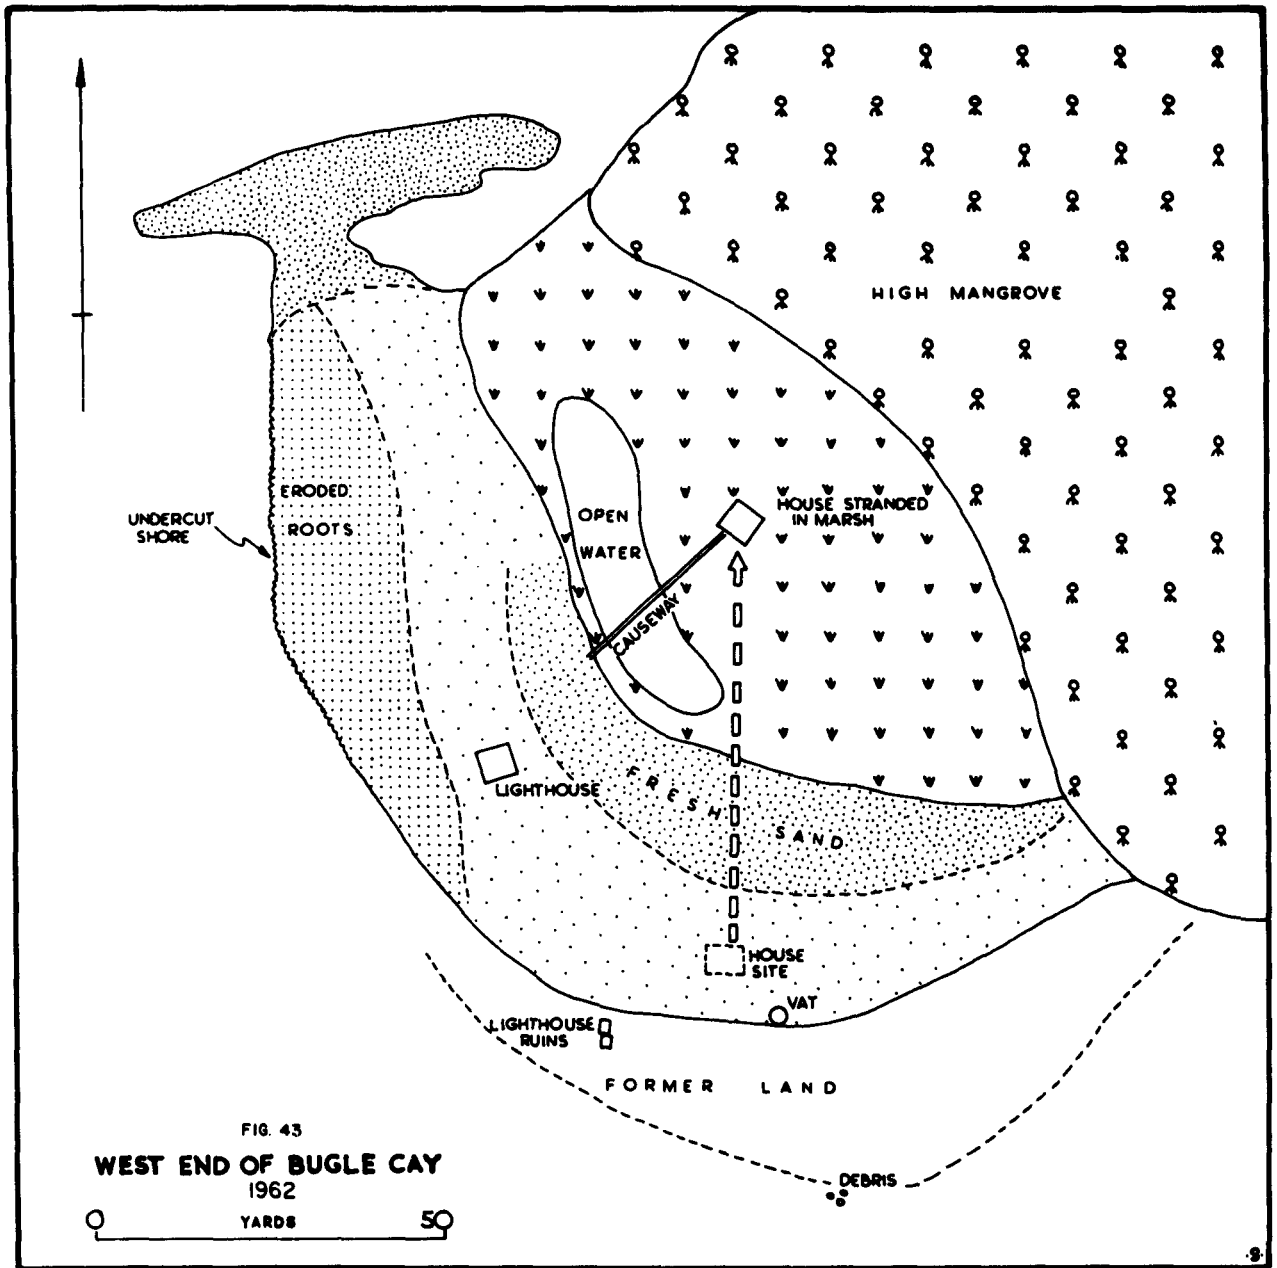 HIGH MANGROVE
ERODED
ROOTS
UNDERCUT
SHORE
HOUSE STRANDED
IN MARSH
OPEN
WATER
CAUSEWAY
LIGHTHOUSE
FRESH SAND
HOUSE
SITE
VAT
LIGHTHOUSE
RUINS
FORMER LAND
DEBRIS
FIG. 43
WEST END OF BUGLE CAY
1962
0 YARDS 50